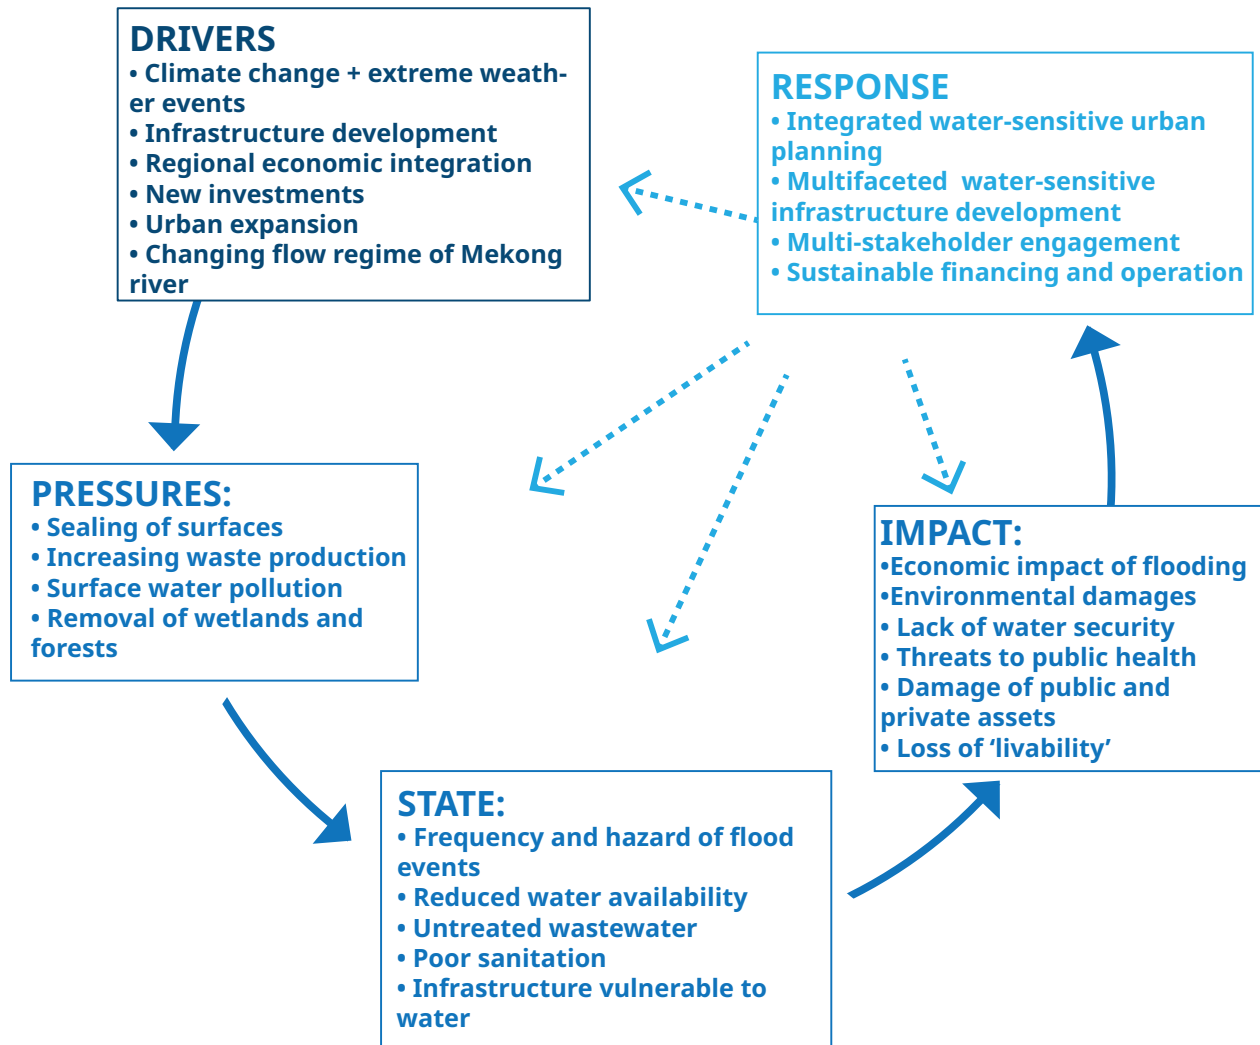 DRIVERS
• Climate change + extreme weath-
er events
• Infrastructure development
• Regional economic integration
• New investments
• Urban expansion
• Changing flow regime of Mekong
river
RESPONSE
• Integrated water-sensitive urban
planning
• Multifaceted  water-sensitive
infrastructure development
• Multi-stakeholder engagement
• Sustainable financing and operation
PRESSURES:
• Sealing of surfaces
• Increasing waste production
• Surface water pollution
• Removal of wetlands and
forests
IMPACT:
•Economic impact of flooding
•Environmental damages
• Lack of water security
• Threats to public health
• Damage of public and
private assets
• Loss of ‘livability’
STATE:
• Frequency and hazard of flood
events
• Reduced water availability
• Untreated wastewater
• Poor sanitation
• Infrastructure vulnerable to
water